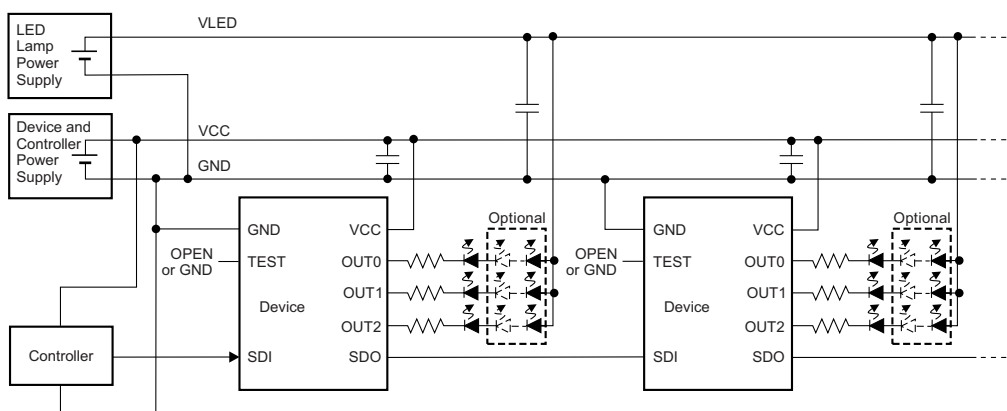 LED
Lamp
Power
Supply
VLED
Device and
Controller
Power
Supply
VCC
GND
GND
VCC
OPEN
or GND
TEST
OUT0
Optional
Device
OUT1
OUT2
SDI
SDO
Controller
GND
VCC
OPEN
or GND
TEST
OUT0
Optional
Device
OUT1
OUT2
SDI
SDO